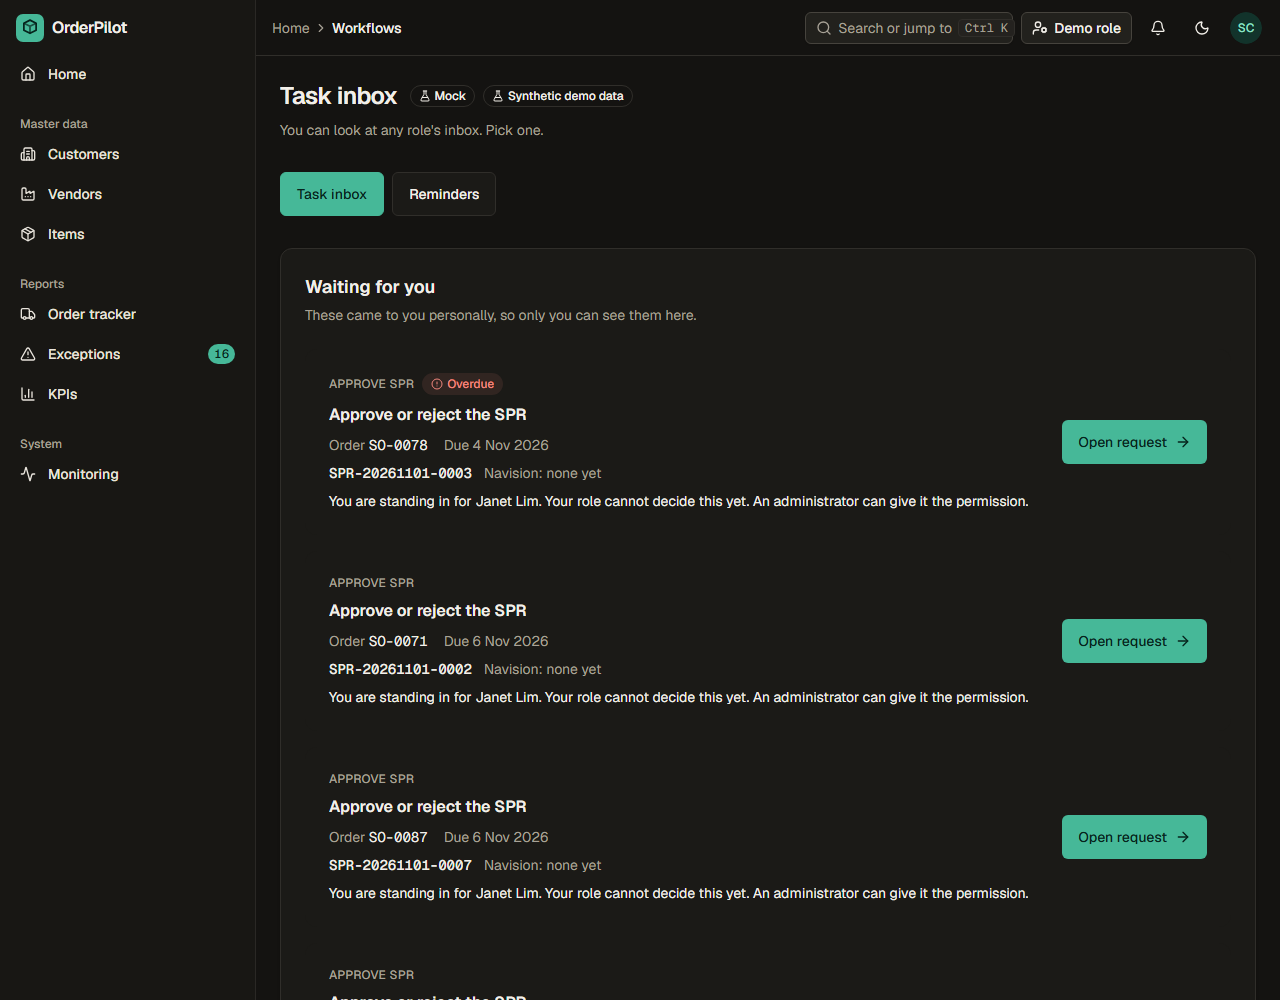 OrderPilot
Home
Master data
Customers
Vendors
Items
Reports
Order tracker
Exceptions 16
KPIs
System
Monitoring
Home > Workflows
Search or jump to Ctrl K
Demo role
SC
Task inbox Mock Synthetic demo data
You can look at any role's inbox. Pick one.
Task inbox Reminders
Waiting for you
These came to you personally, so only you can see them here.
APPROVE SPR Overdue
Approve or reject the SPR
Order SO-0078 Due 4 Nov 2026
SPR-20261101-0003 Navision: none yet
You are standing in for Janet Lim. Your role cannot decide this yet. An administrator can give it the permission.
Open request
APPROVE SPR
Approve or reject the SPR
Order SO-0071 Due 6 Nov 2026
SPR-20261101-0002 Navision: none yet
You are standing in for Janet Lim. Your role cannot decide this yet. An administrator can give it the permission.
Open request
APPROVE SPR
Approve or reject the SPR
Order SO-0087 Due 6 Nov 2026
SPR-20261101-0007 Navision: none yet
You are standing in for Janet Lim. Your role cannot decide this yet. An administrator can give it the permission.
Open request
APPROVE SPR
Approve or reject the SPR